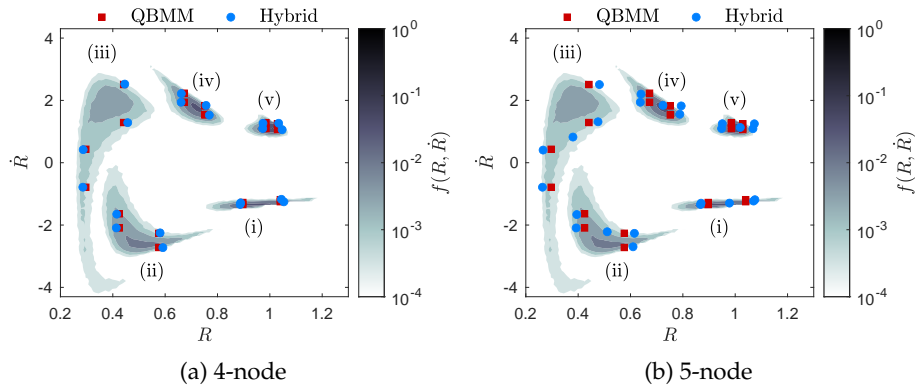 QBMM Hybrid
4
2
0
-2
-4
Ṙ
0.2 0.4 0.6 0.8 1 1.2
R
(iii)
(iv)
(v)
(i)
(ii)
10^0
10^-1
10^-2
10^-3
10^-4
f(R, Ṙ)
(a) 4-node
QBMM Hybrid
4
2
0
-2
-4
Ṙ
0.2 0.4 0.6 0.8 1 1.2
R
(iii)
(iv)
(v)
(i)
(ii)
10^0
10^-1
10^-2
10^-3
10^-4
f(R, Ṙ)
(b) 5-node